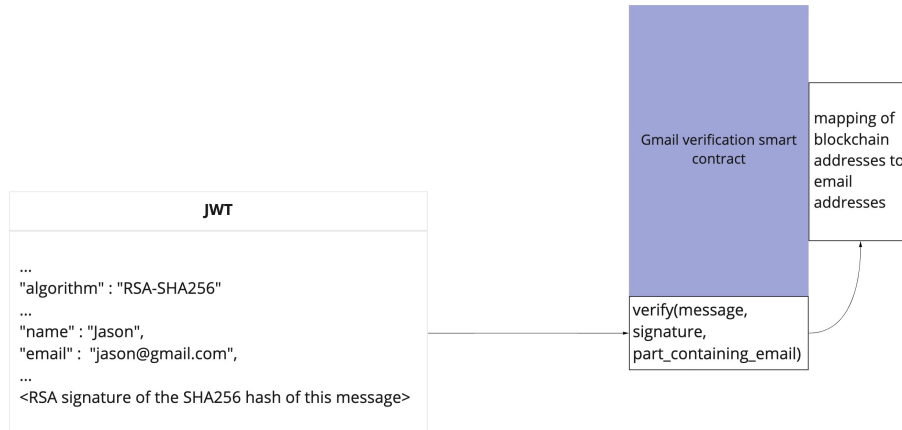 JWT
...
"algorithm" : "RSA-SHA256"
...
"name" : "Jason",
"email" :  "jason@gmail.com",
...
<RSA signature of the SHA256 hash of this message>
Gmail verification smart
contract
verify(message,
signature,
part_containing_email)
mapping of
blockchain
addresses to
email
addresses